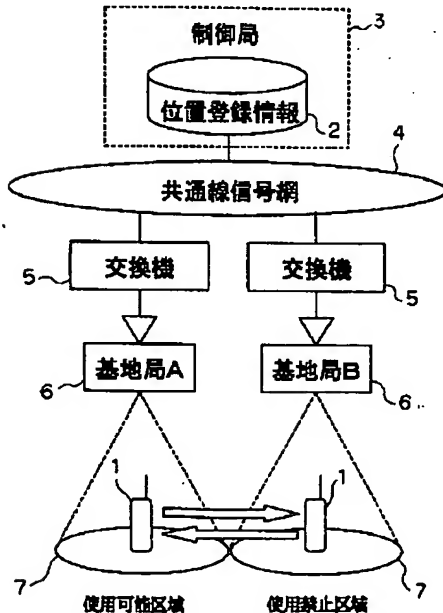 制御局
3
位置登録情報
2
4
共通線信号網
5
交換機
交換機
5
6
基地局A
基地局B
6
1
1
7
7
使用可能区域
使用禁止区域